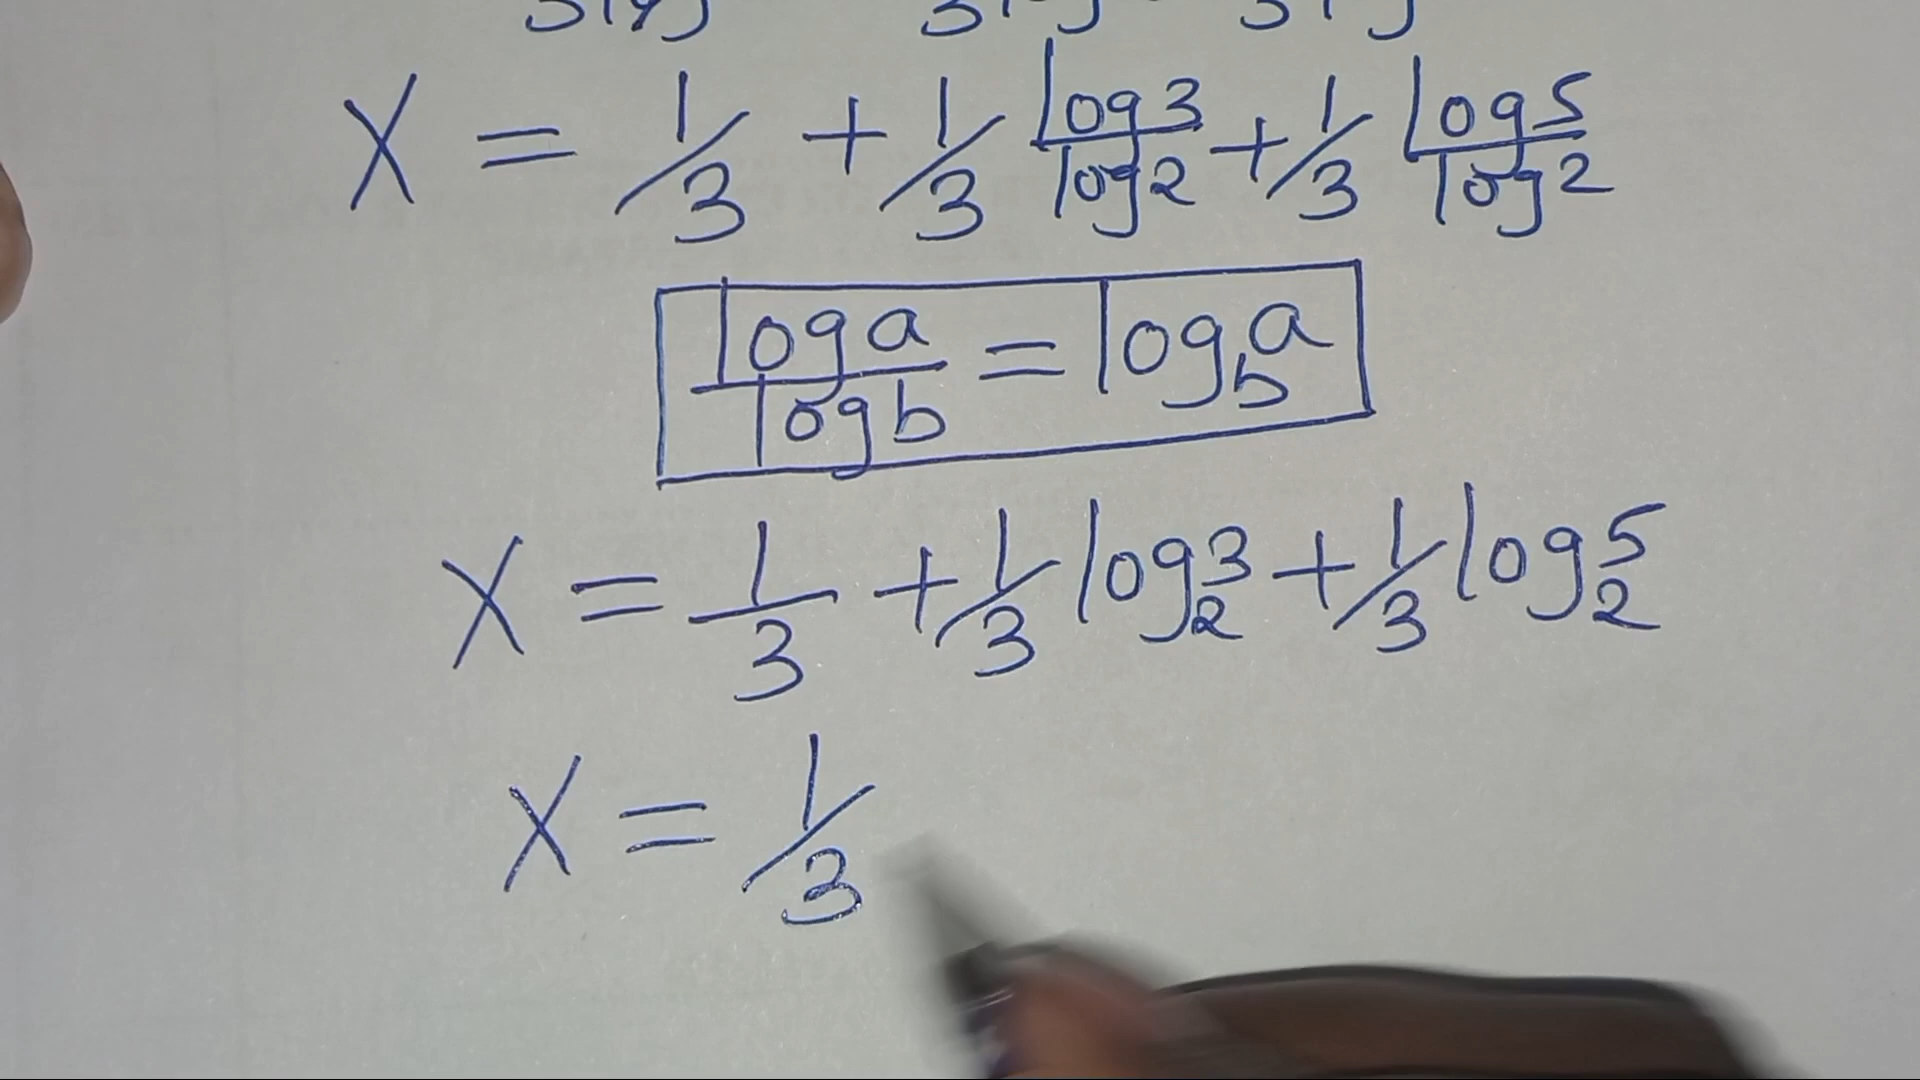 X = 1/3 + 1/3 log3/log2 + 1/3 log5/log2
loga/logb = log_b a
X = 1/3 + 1/3 log_2 3 + 1/3 log_2 5
X = 1/3